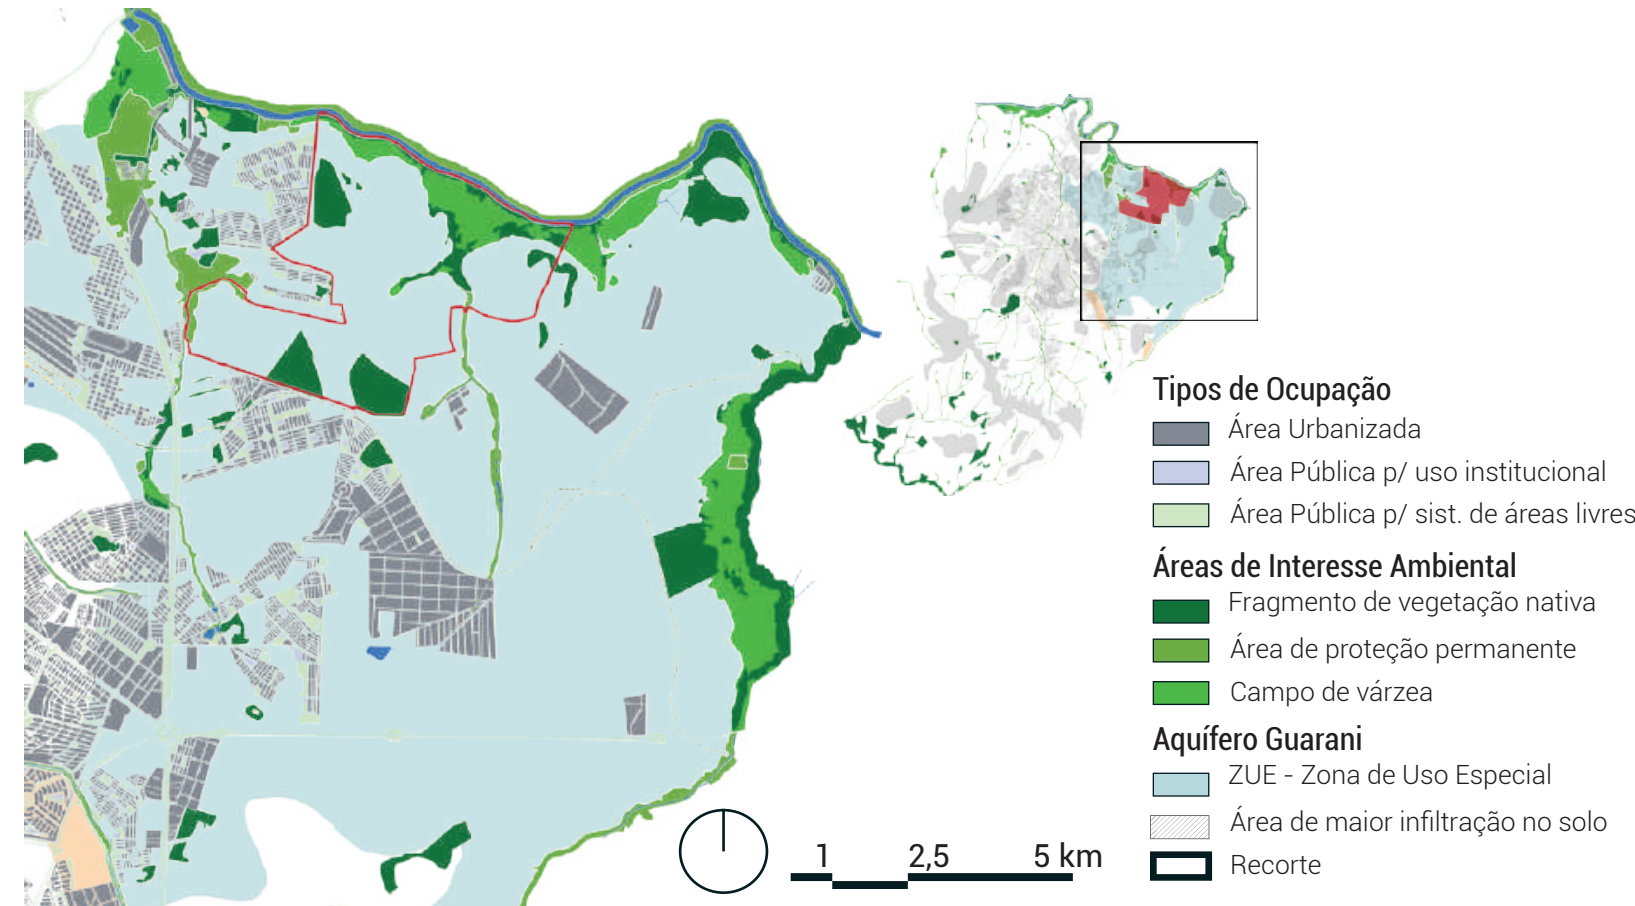 Tipos de Ocupação
Área Urbanizada
Área Pública p/ uso institucional
Área Pública p/ sist. de áreas livres
Áreas de Interesse Ambiental
Fragmento de vegetação nativa
Área de proteção permanente
Campo de várzea
Aquífero Guarani
ZUE - Zona de Uso Especial
Área de maior infiltração no solo
Recorte
1 2,5 5 km